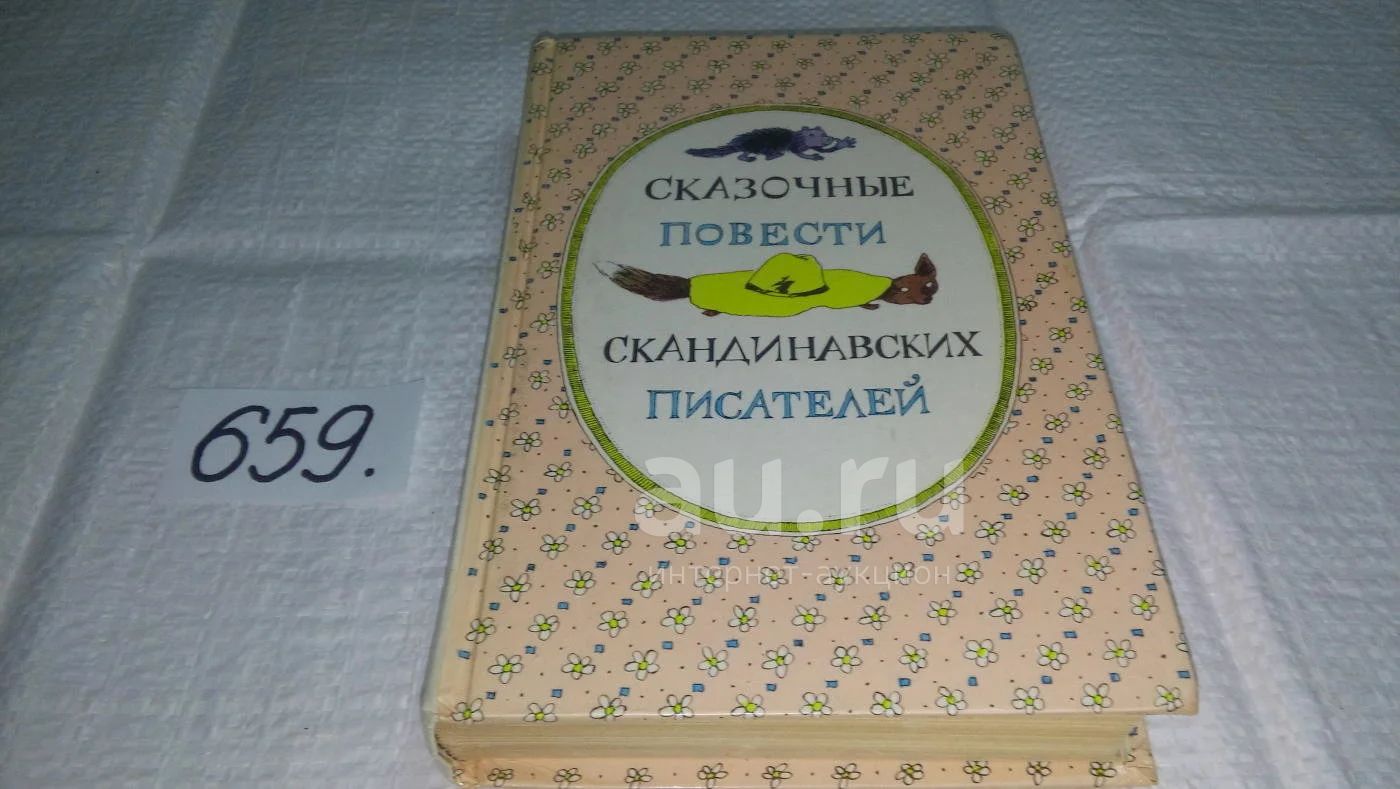 СКАЗОЧНЫЕ
ПОВЕСТИ
СКАНДИНАВСКИХ
ПИСАТЕЛЕЙ
659.
au.ru
интернет-аукцион